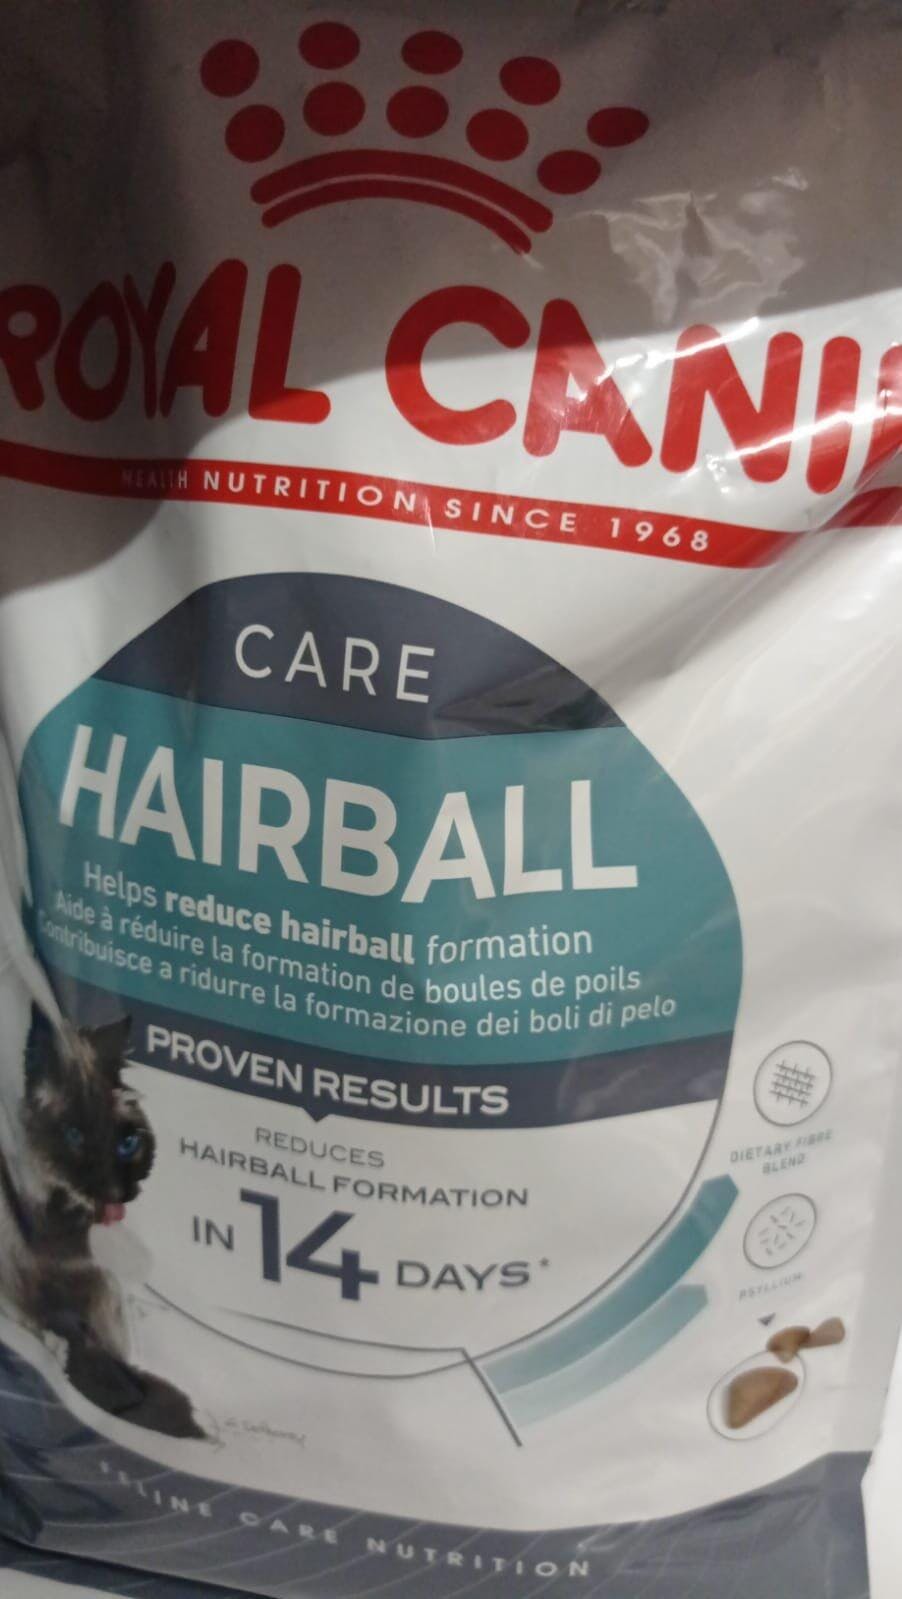 ROYAL CANI
HEALTH NUTRITION SINCE 1968
CARE
HAIRBALL
Helps reduce hairball formation
Aide à réduire la formation de boules de poils
Contribuisce a ridurre la formazione dei boli di pelo
PROVEN RESULTS
REDUCES
HAIRBALL FORMATION
IN 14 DAYS*
DIETARY FIBRE
BLEND
PSYLLIUM
FELINE CARE NUTRITION